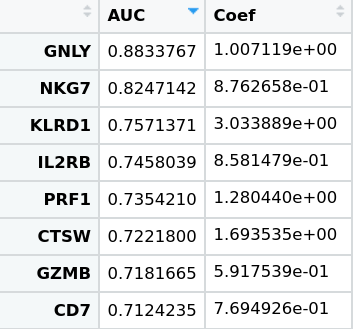 AUC Coef
GNLY 0.8833767 1.007119e+00
NKG7 0.8247142 8.762658e-01
KLRD1 0.7571371 3.033889e+00
IL2RB 0.7458039 8.581479e-01
PRF1 0.7354210 1.280440e+00
CTSW 0.7221800 1.693535e+00
GZMB 0.7181665 5.917539e-01
CD7 0.7124235 7.694926e-01